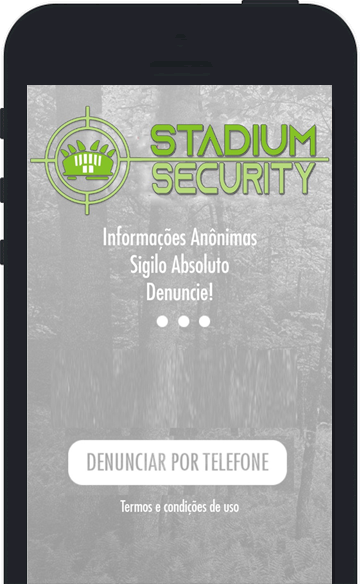 STADIUM
SECURITY
Informações Anônimas
Sigilo Absoluto
Denuncie!
DENUNCIAR POR TELEFONE
Termos e condições de uso